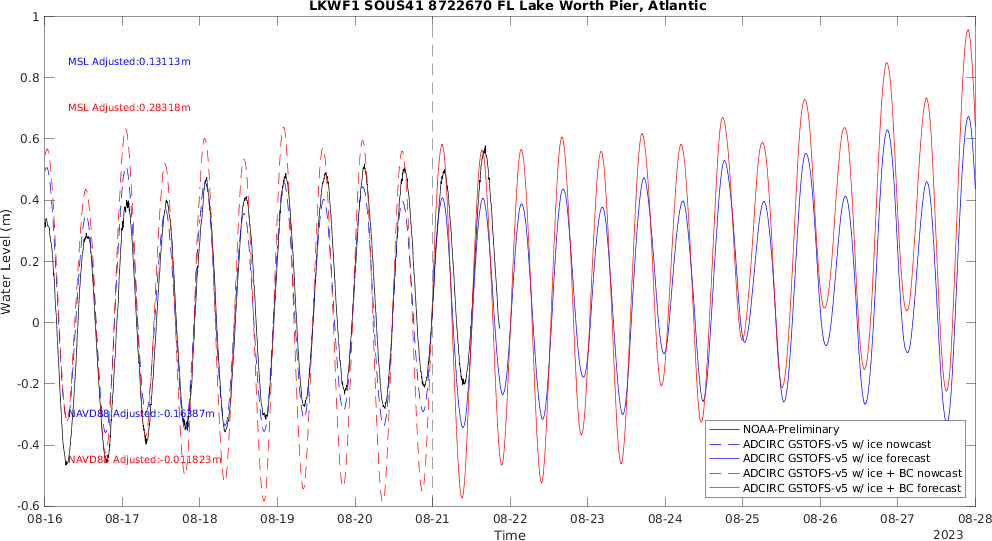 LKWF1 SOUS41 8722670 FL Lake Worth Pier, Atlantic
1
0.8
0.6
0.4
0.2
0
-0.2
-0.4
-0.6
Water Level (m)
MSL Adjusted:0.13113m
MSL Adjusted:0.28318m
NAVD88 Adjusted:-0.16387m
NAVD88 Adjusted:-0.011823m
NOAA-Preliminary
ADCIRC GSTOFS-v5 w/ ice nowcast
ADCIRC GSTOFS-v5 w/ ice forecast
ADCIRC GSTOFS-v5 w/ ice + BC nowcast
ADCIRC GSTOFS-v5 w/ ice + BC forecast
08-16 08-17 08-18 08-19 08-20 08-21 08-22 08-23 08-24 08-25 08-26 08-27 08-28
Time
2023